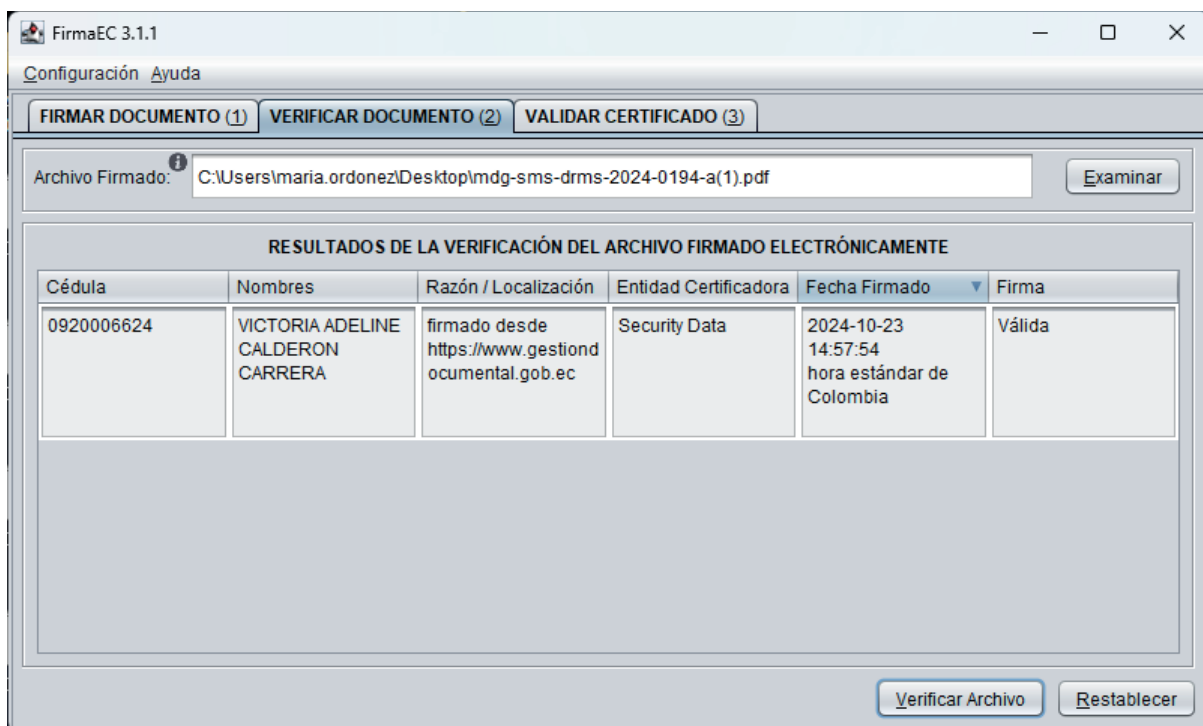 FirmaEC 3.1.1
Configuración Ayuda
FIRMAR DOCUMENTO (1) VERIFICAR DOCUMENTO (2) VALIDAR CERTIFICADO (3)
Archivo Firmado: C:\Users\maria.ordonez\Desktop\mdg-sms-drms-2024-0194-a(1).pdf Examinar
RESULTADOS DE LA VERIFICACIÓN DEL ARCHIVO FIRMADO ELECTRÓNICAMENTE
Cédula Nombres Razón / Localización Entidad Certificadora Fecha Firmado Firma
0920006624 VICTORIA ADELINE firmado desde Security Data 2024-10-23 Válida
CALDERON https://www.gestiond 14:57:54
CARRERA ocumental.gob.ec hora estándar de
Colombia
Verificar Archivo Restablecer